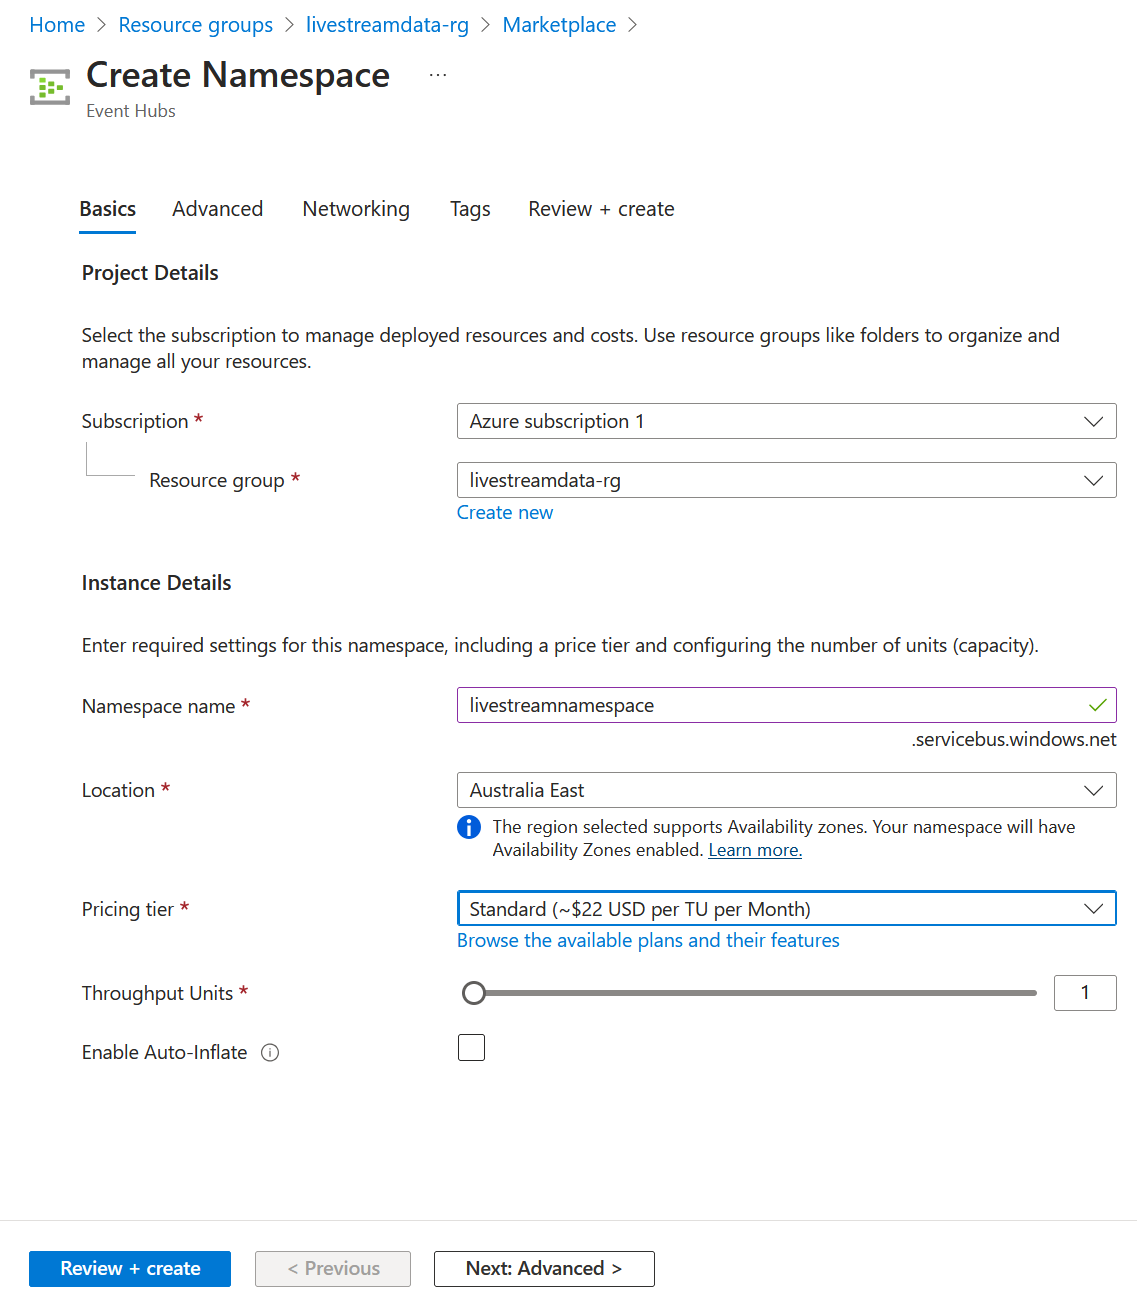 Home > Resource groups > livestreamdata-rg > Marketplace >
Create Namespace ...
Event Hubs
Basics Advanced Networking Tags Review + create
Project Details
Select the subscription to manage deployed resources and costs. Use resource groups like folders to organize and
manage all your resources.
Subscription * Azure subscription 1
Resource group * livestreamdata-rg
Create new
Instance Details
Enter required settings for this namespace, including a price tier and configuring the number of units (capacity).
Namespace name * livestreamnamespace
.servicebus.windows.net
Location * Australia East
The region selected supports Availability zones. Your namespace will have
Availability Zones enabled. Learn more.
Pricing tier * Standard (~$22 USD per TU per Month)
Browse the available plans and their features
Throughput Units * 1
Enable Auto-Inflate
Review + create < Previous Next: Advanced >